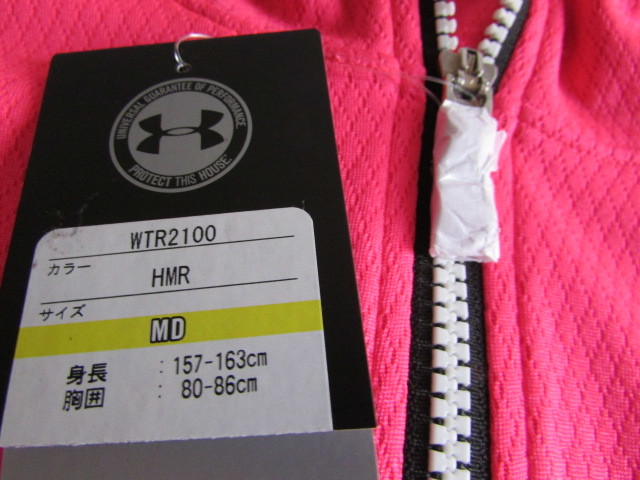 UNIVERSAL GUARANTEE OF PERFORMANCE
PROTECT THIS HOUSE.
WTR2100
カラー
HMR
サイズ
MD
身長 : 157-163cm
胸囲 : 80-86cm